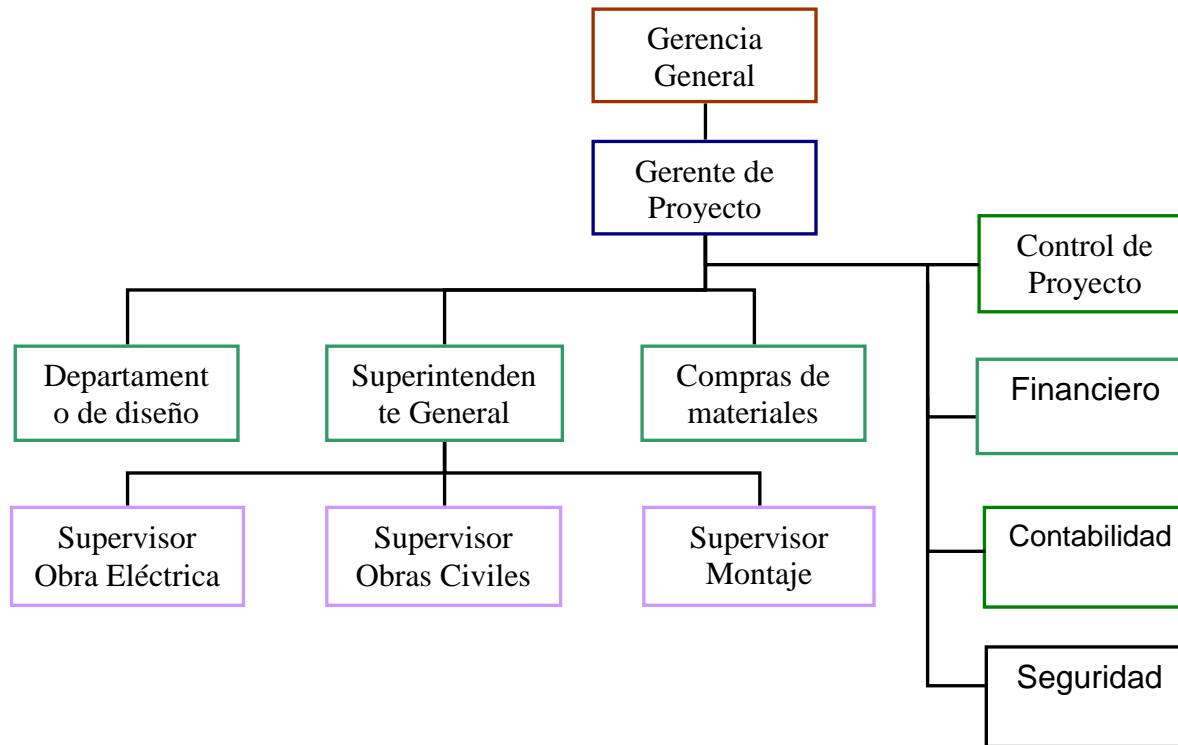 Gerencia
General
Gerente de
Proyecto
Control de
Proyecto
Departament
o de diseño
Superintenden
te General
Compras de
materiales
Financiero
Supervisor
Obra Eléctrica
Supervisor
Obras Civiles
Supervisor
Montaje
Contabilidad
Seguridad